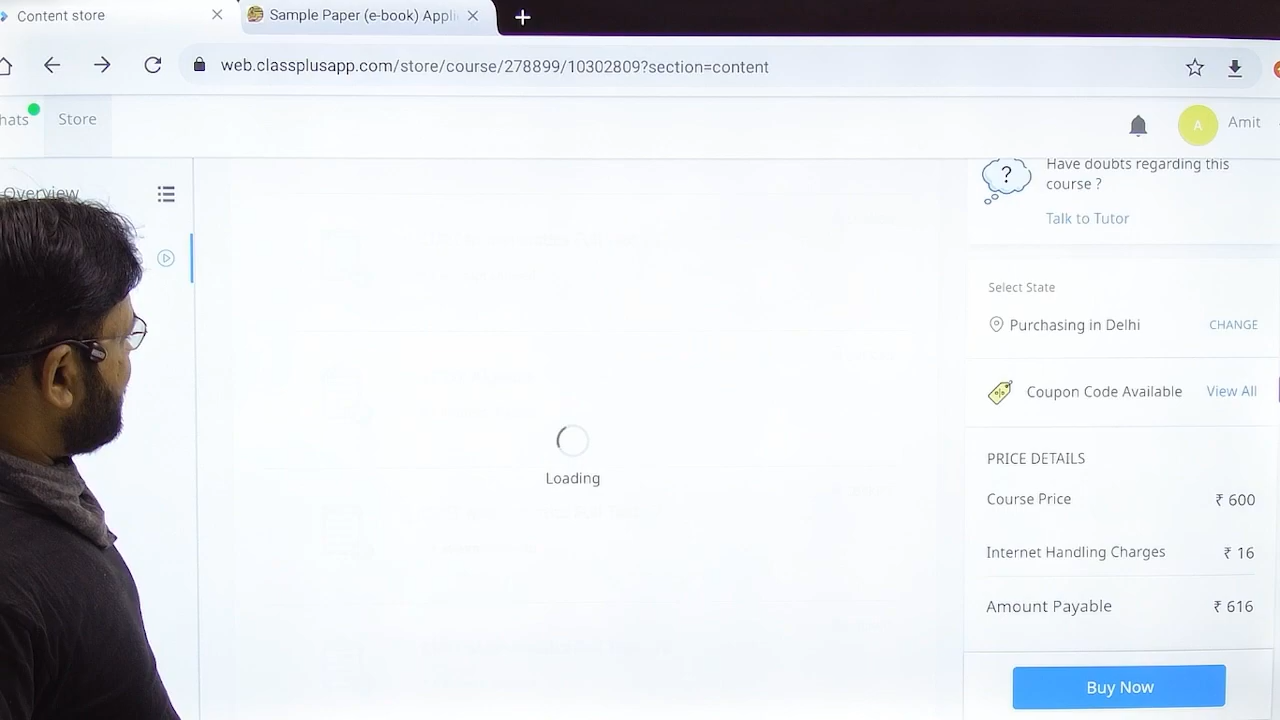 Content store
Sample Paper (e-book) Appli
web.classplusapp.com/store/course/278899/10302809?section=content
hats
Store
A
Amit
Overview
Have doubts regarding this
course ?
Talk to Tutor
Select State
Purchasing in Delhi
CHANGE
Coupon Code Available
View All
Loading
PRICE DETAILS
Course Price
₹ 600
Internet Handling Charges
₹ 16
Amount Payable
₹ 616
Buy Now